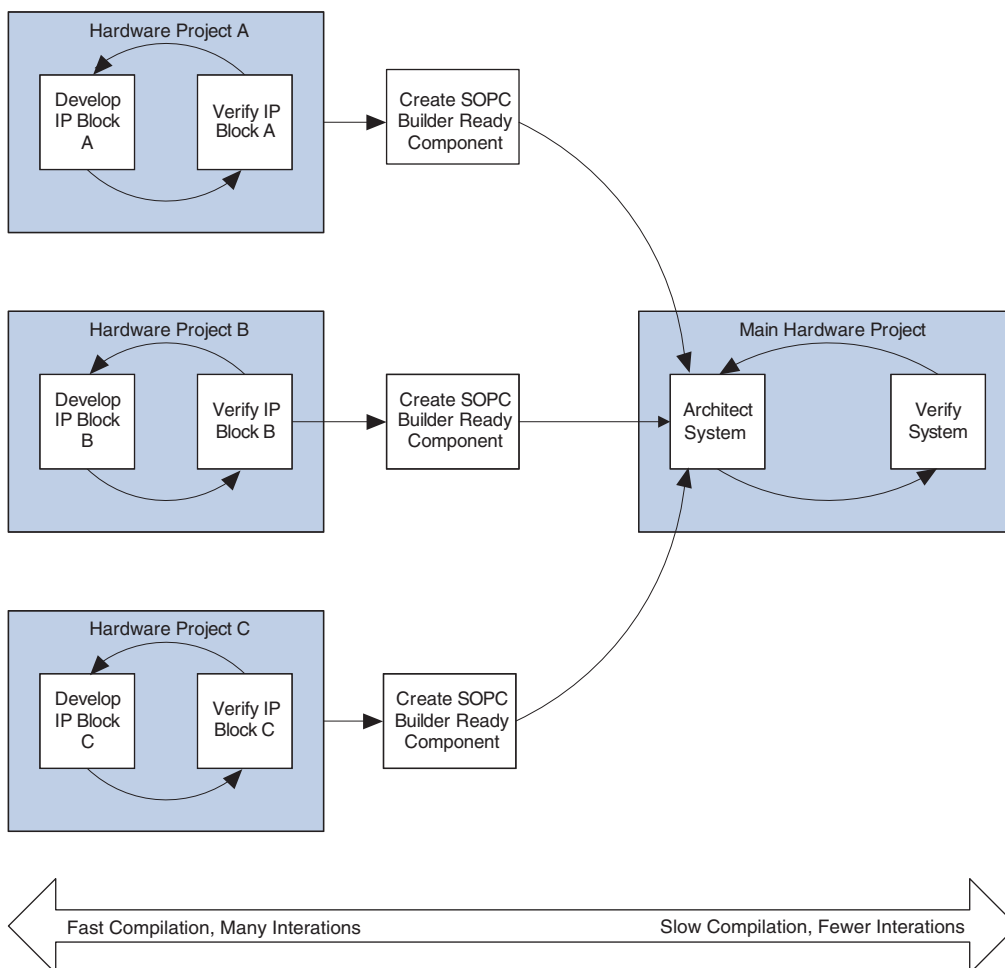 Hardware Project A
Develop
IP Block
A
Verify IP
Block A
Create SOPC
Builder Ready
Component
Hardware Project B
Develop
IP Block
B
Verify IP
Block B
Create SOPC
Builder Ready
Component
Main Hardware Project
Architect
System
Verify
System
Hardware Project C
Develop
IP Block
C
Verify IP
Block C
Create SOPC
Builder Ready
Component
Fast Compilation, Many Interations
Slow Compilation, Fewer Interations